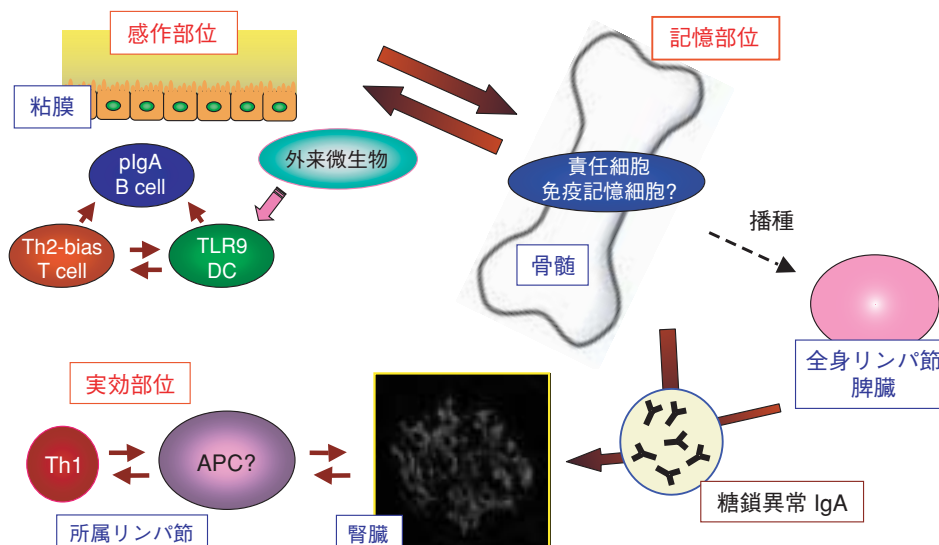 感作部位
記憶部位
粘膜
外来微生物
pIgA
B cell
責任細胞
免疫記憶細胞?
Th2-bias
T cell
TLR9
DC
播種
骨髄
全身リンパ節
脾臓
実効部位
Th1
APC?
糖鎖異常 IgA
所属リンパ節
腎臓